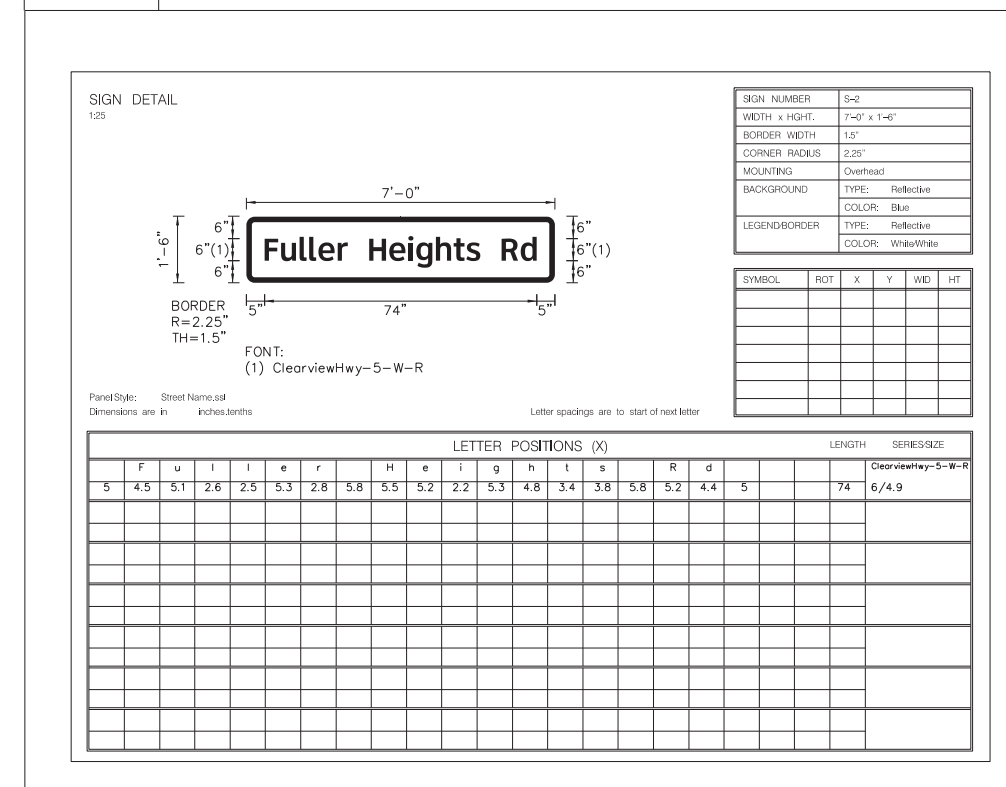 SIGN DETAIL
1:25
SIGN NUMBER S-2
WIDTH x HGHT. 7'-0" x 1'-6"
BORDER WIDTH 1.5"
CORNER RADIUS 2.25"
MOUNTING Overhead
BACKGROUND TYPE: Reflective
COLOR: Blue
LEGEND/BORDER TYPE: Reflective
COLOR: White/White
7'-0"
1'-6"
6" 6"
6"(1) Fuller Heights Rd 6"(1)
6" 6"
5" 74" 5"
BORDER
R=2.25"
TH=1.5"
FONT:
(1) ClearviewHwy-5-W-R
SYMBOL ROT X Y WID HT
Panel Style: Street Name.ssl
Dimensions are in inches.tenths Letter spacings are to start of next letter
LETTER POSITIONS (X) LENGTH SERIES/SIZE
F u l l e r H e i g h t s R d ClearviewHwy-5-W-R
5 4.5 5.1 2.6 2.5 5.3 2.8 5.8 5.5 5.2 2.2 5.3 4.8 3.4 3.8 5.8 5.2 4.4 5 74 6/4.9